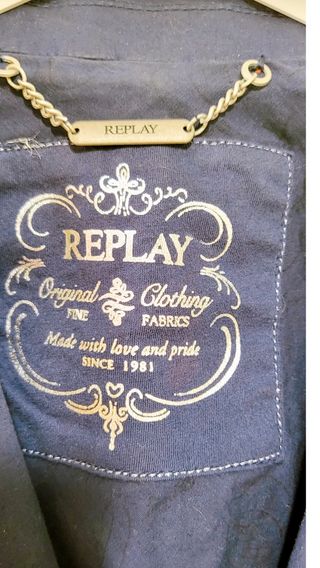 REPLAY
REPLAY
Original Clothing
FINE FABRICS
Made with love and pride
SINCE 1981